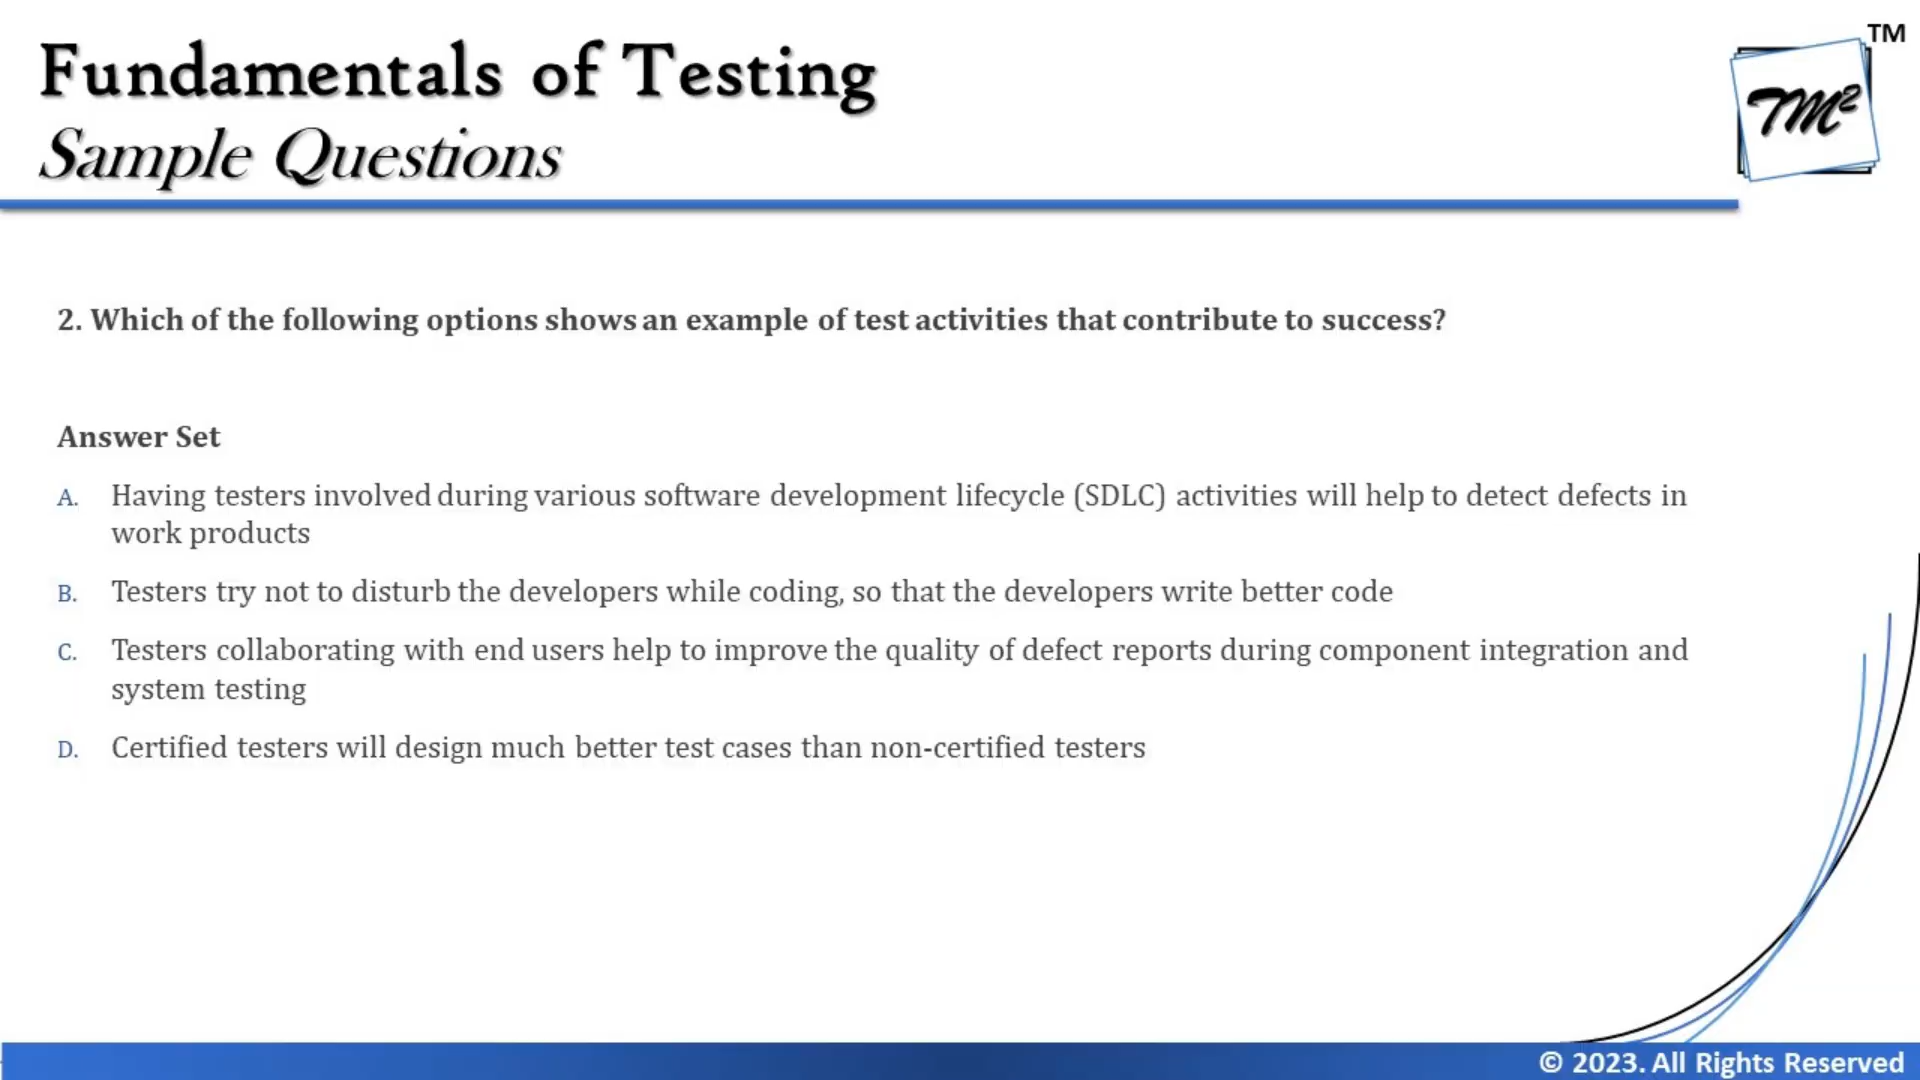 Fundamentals of Testing
Sample Questions
TM
TM²
2. Which of the following options shows an example of test activities that contribute to success?
Answer Set
A. Having testers involved during various software development lifecycle (SDLC) activities will help to detect defects in
work products
B. Testers try not to disturb the developers while coding, so that the developers write better code
C. Testers collaborating with end users help to improve the quality of defect reports during component integration and
system testing
D. Certified testers will design much better test cases than non-certified testers
© 2023. All Rights Reserved